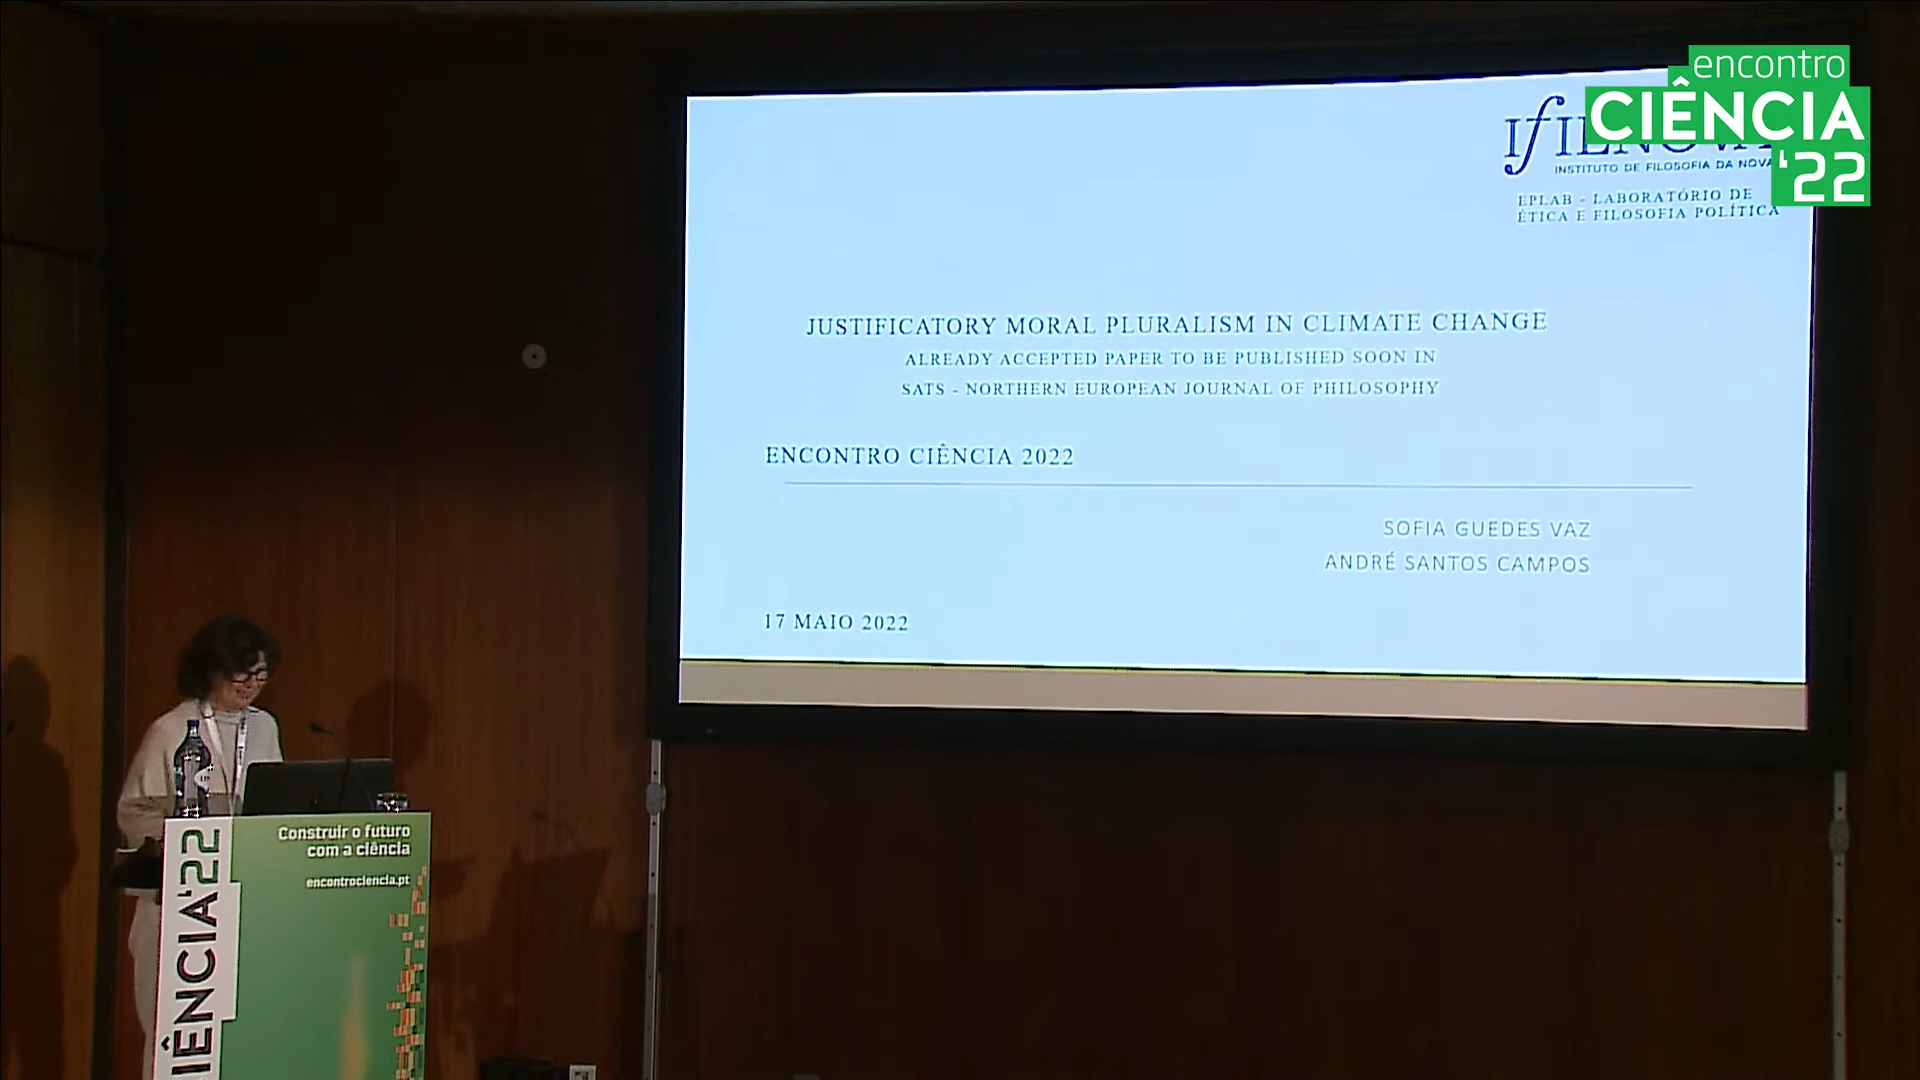 encontro
CIÊNCIA
'22
INSTITUTO DE FILOSOFIA DA NOVA
EPLAB - LABORATÓRIO DE
ÉTICA E FILOSOFIA POLÍTICA
JUSTIFICATORY MORAL PLURALISM IN CLIMATE CHANGE
ALREADY ACCEPTED PAPER TO BE PUBLISHED SOON IN
SATS - NORTHERN EUROPEAN JOURNAL OF PHILOSOPHY
ENCONTRO CIÊNCIA 2022
SOFIA GUEDES VAZ
ANDRÉ SANTOS CAMPOS
17 MAIO 2022
Construir o futuro
com a ciência
encontrociencia.pt
IÊNCIA'22